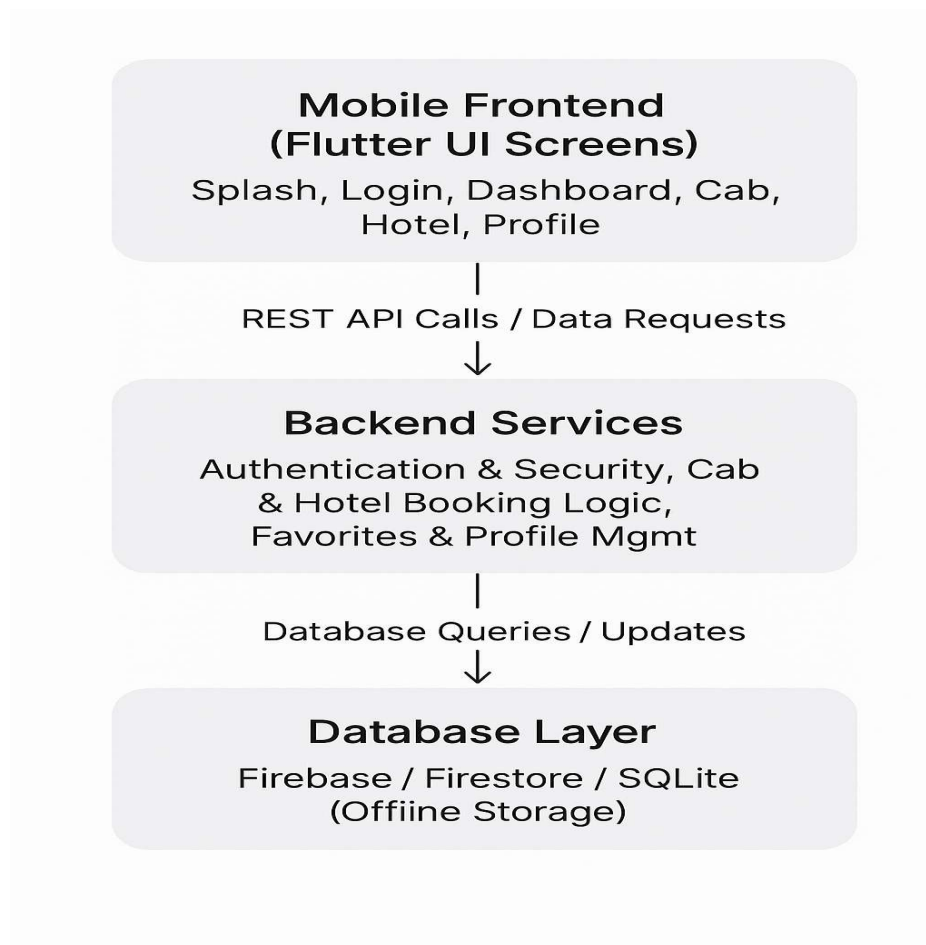 Mobile Frontend
(Flutter UI Screens)
Splash, Login, Dashboard, Cab,
Hotel, Profile
REST API Calls / Data Requests
Backend Services
Authentication & Security, Cab
& Hotel Booking Logic,
Favorites & Profile Mgmt
Database Queries / Updates
Database Layer
Firebase / Firestore / SQLite
(Offiine Storage)